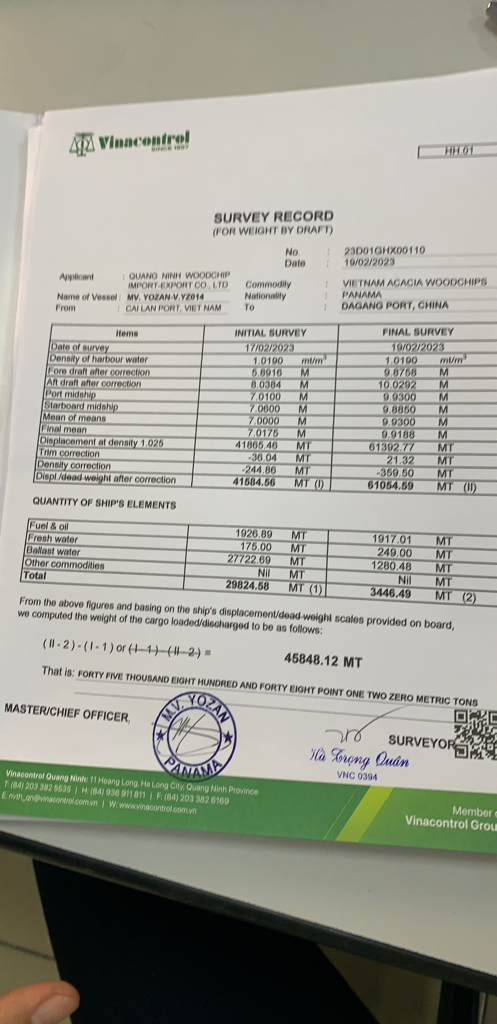 Vinacontrol
SINCE 1957
HH.01
SURVEY RECORD
(FOR WEIGHT BY DRAFT)
No. : 23D01GHX00110
Date : 19/02/2023
Applicant : QUANG NINH WOODCHIP IMPORT-EXPORT CO., LTD
Commodity : VIETNAM ACACIA WOODCHIPS
Name of Vessel : MV. YOZAN-V.YZ014
Nationality : PANAMA
From : CAI LAN PORT, VIET NAM
To : DAGANG PORT, CHINA
Items INITIAL SURVEY FINAL SURVEY
Date of survey 17/02/2023 19/02/2023
Density of harbour water 1.0190 mt/m³ 1.0190 mt/m³
Fore draft after correction 5.8916 M 9.8758 M
Aft draft after correction 8.0384 M 10.0292 M
Port midship 7.0100 M 9.9300 M
Starboard midship 7.0600 M 9.8850 M
Mean of means 7.0000 M 9.9300 M
Final mean 7.0175 M 9.9188 M
Displacement at density 1.025 41865.46 MT 61392.77 MT
Trim correction -36.04 MT 21.32 MT
Density correction -244.86 MT -359.50 MT
Displ./dead-weight after correction 41584.56 MT (I) 61054.59 MT (II)
QUANTITY OF SHIP'S ELEMENTS
Fuel & oil 1926.89 MT 1917.01 MT
Fresh water 175.00 MT 249.00 MT
Ballast water 27722.69 MT 1280.48 MT
Other commodities Nil MT Nil MT
Total 29824.58 MT (1) 3446.49 MT (2)
From the above figures and basing on the ship's displacement/dead-weight scales provided on board,
we computed the weight of the cargo loaded/discharged to be as follows:
(II - 2) - (I - 1) or (I - 1) - (II - 2) = 45848.12 MT
That is: FORTY FIVE THOUSAND EIGHT HUNDRED AND FORTY EIGHT POINT ONE TWO ZERO METRIC TONS
MASTER/CHIEF OFFICER,
M.V. YOZAN
PANAMA
SURVEYOR
Hà Trọng Quân
VNC 0394
Vinacontrol Quang Ninh: 11 Hoang Long, Ha Long City, Quang Ninh Province
T: (84) 203 382 5535 | H: (84) 936 911 811 | F: (84) 203 382 6169
E: nvth_qn@vinacontrol.com.vn | W: www.vinacontrol.com.vn
Member
Vinacontrol Grou